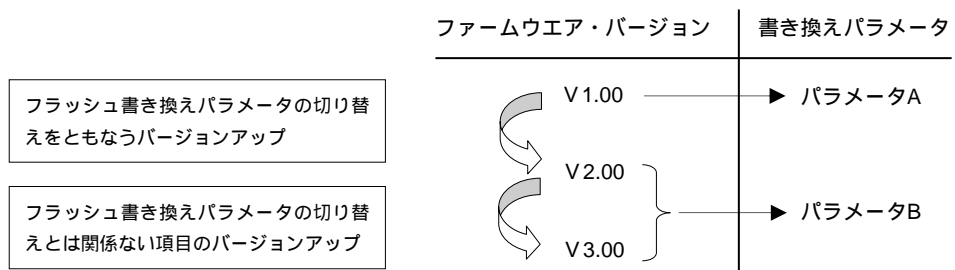 ファームウエア・バージョン 書き換えパラメータ
フラッシュ書き換えパラメータの切り替
えをともなうバージョンアップ
V1.00 パラメータA
V2.00
フラッシュ書き換えパラメータの切り替
えとは関係ない項目のバージョンアップ
パラメータB
V3.00